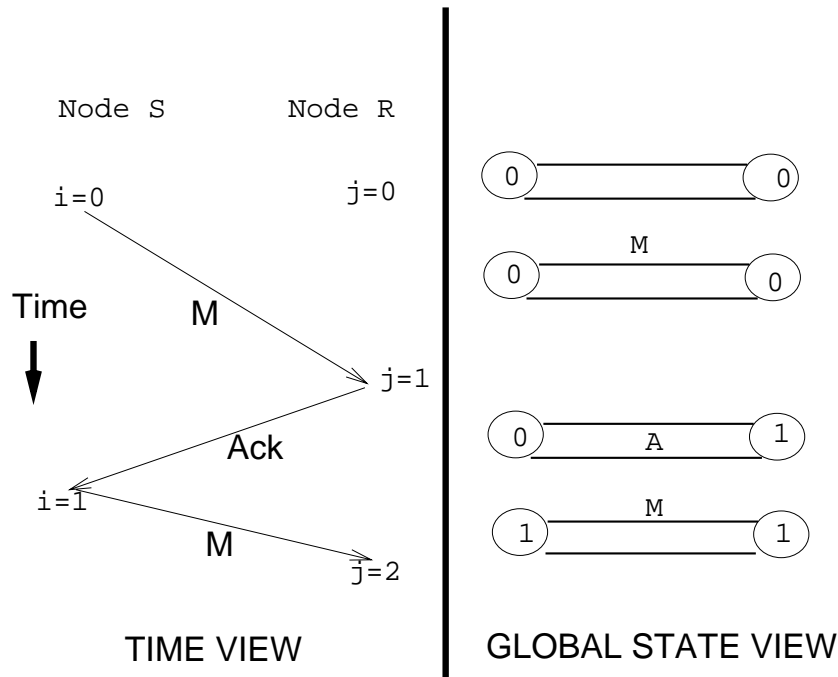 Node S
Node R
i=0
j=0
Time
M
j=1
Ack
i=1
M
j=2
TIME VIEW
0
0
M
0
0
0
A
1
M
1
1
GLOBAL STATE VIEW